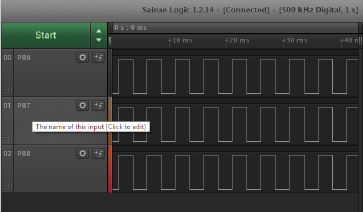 Saleae Logic 1.2.14 - [Connected] - [500 kHz Digital, 1 s]
Start
0 s : 0 ms
+10 ms
+20 ms
+30 ms
+40 m
00 PB6
01 PB7
The name of this input (Click to edit)
02 PB8